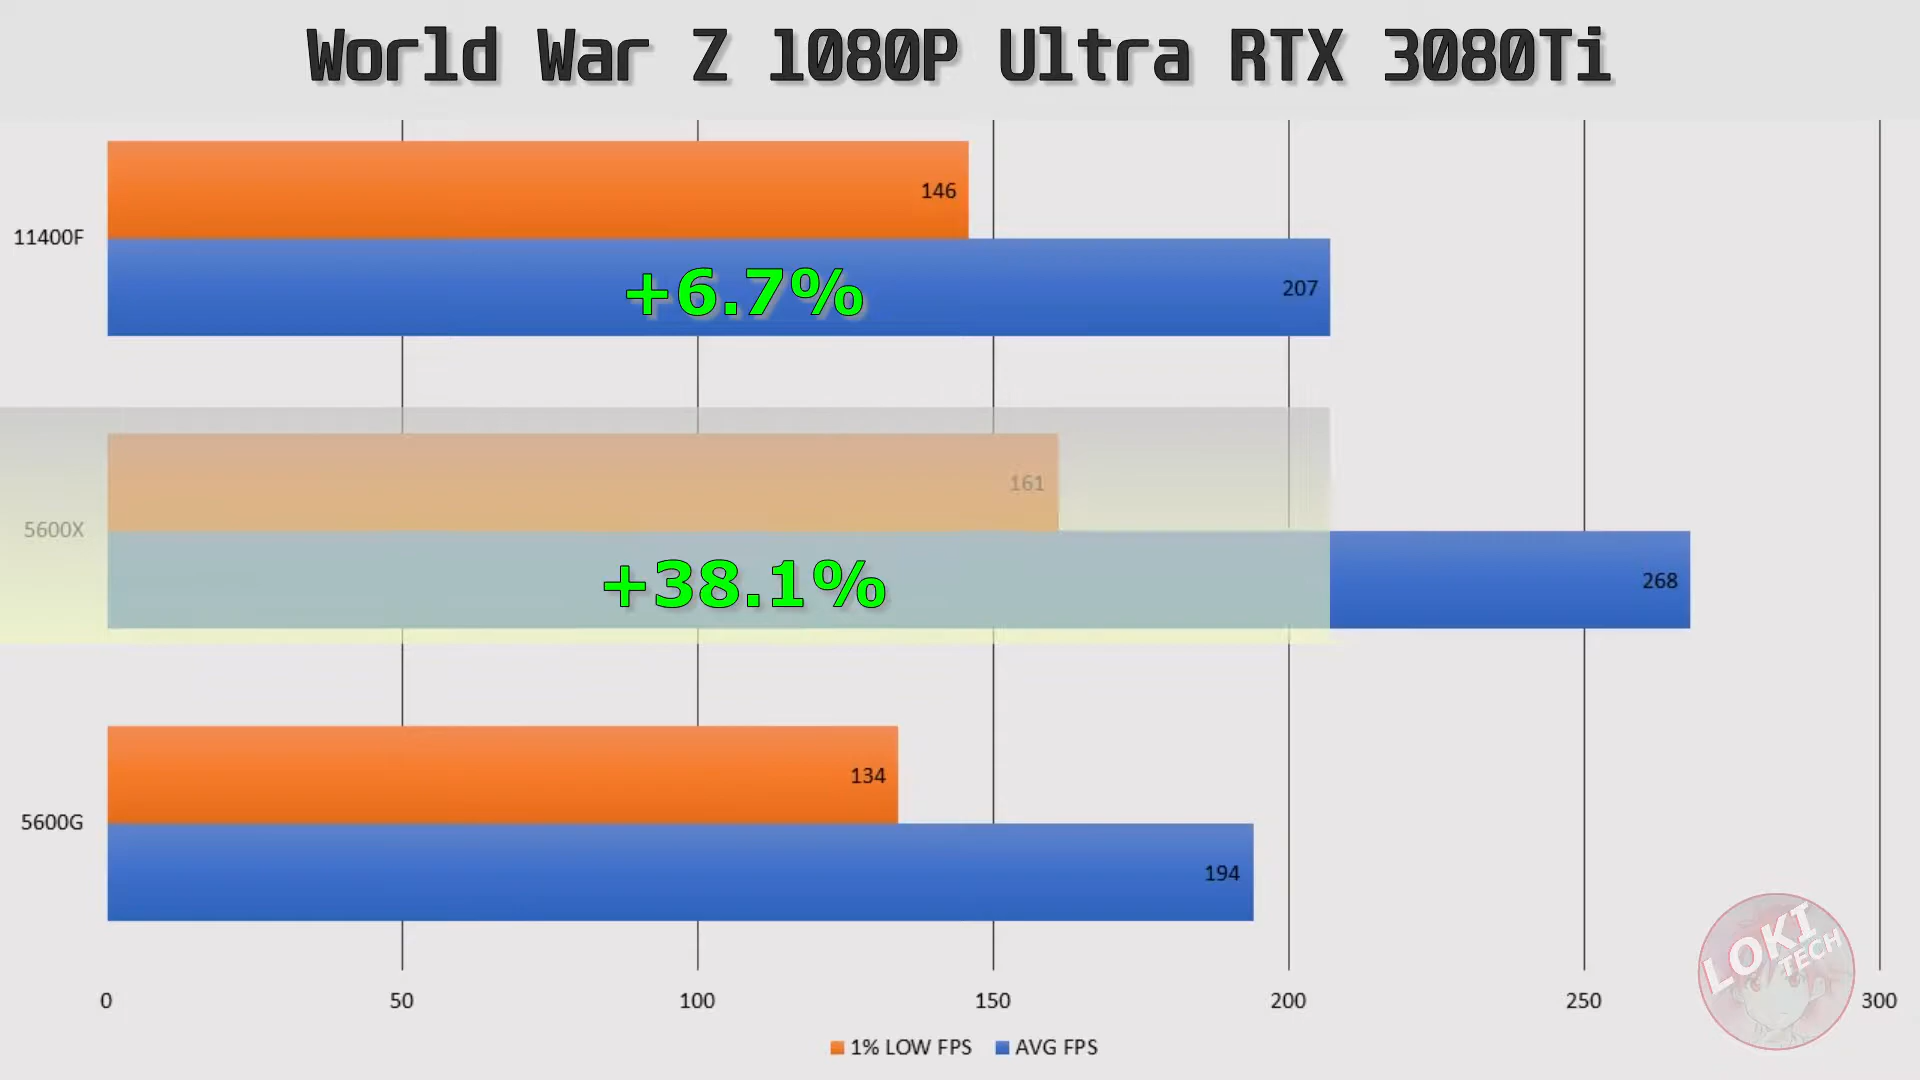 World War Z 1080P Ultra RTX 3080Ti
146
11400F
+6.7%
207
161
5600X
+38.1%
268
134
5600G
194
0 50 100 150 200 250 300
1% LOW FPS AVG FPS
LOKI
TECH